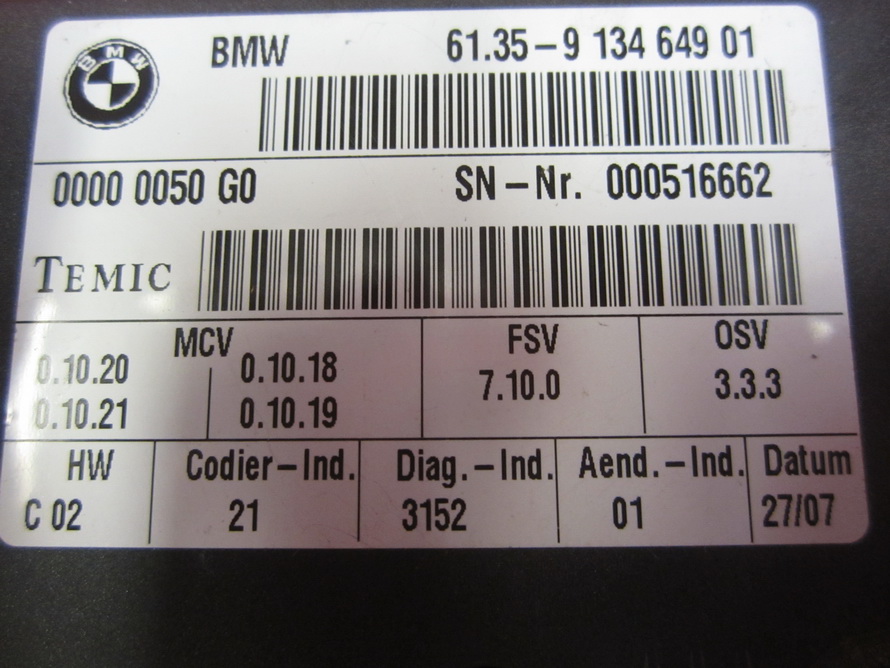 BMW
BMW 61.35-9 134 649 01
0000 0050 G0 SN-Nr. 000516662
TEMIC
MCV FSV OSV
0.10.20 0.10.18 7.10.0 3.3.3
0.10.21 0.10.19
HW Codier-Ind. Diag.-Ind. Aend.-Ind. Datum
C 02 21 3152 01 27/07